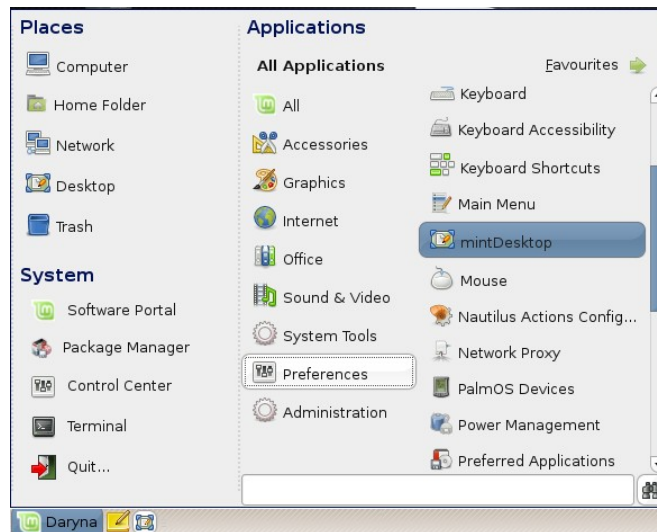 Places
Computer
Home Folder
Network
Desktop
Trash
System
Software Portal
Package Manager
Control Center
Terminal
Quit...
Applications
All Applications
Favourites
All
Accessories
Graphics
Internet
Office
Sound & Video
System Tools
Preferences
Administration
Keyboard
Keyboard Accessibility
Keyboard Shortcuts
Main Menu
mintDesktop
Mouse
Nautilus Actions Config...
Network Proxy
PalmOS Devices
Power Management
Preferred Applications
Daryna